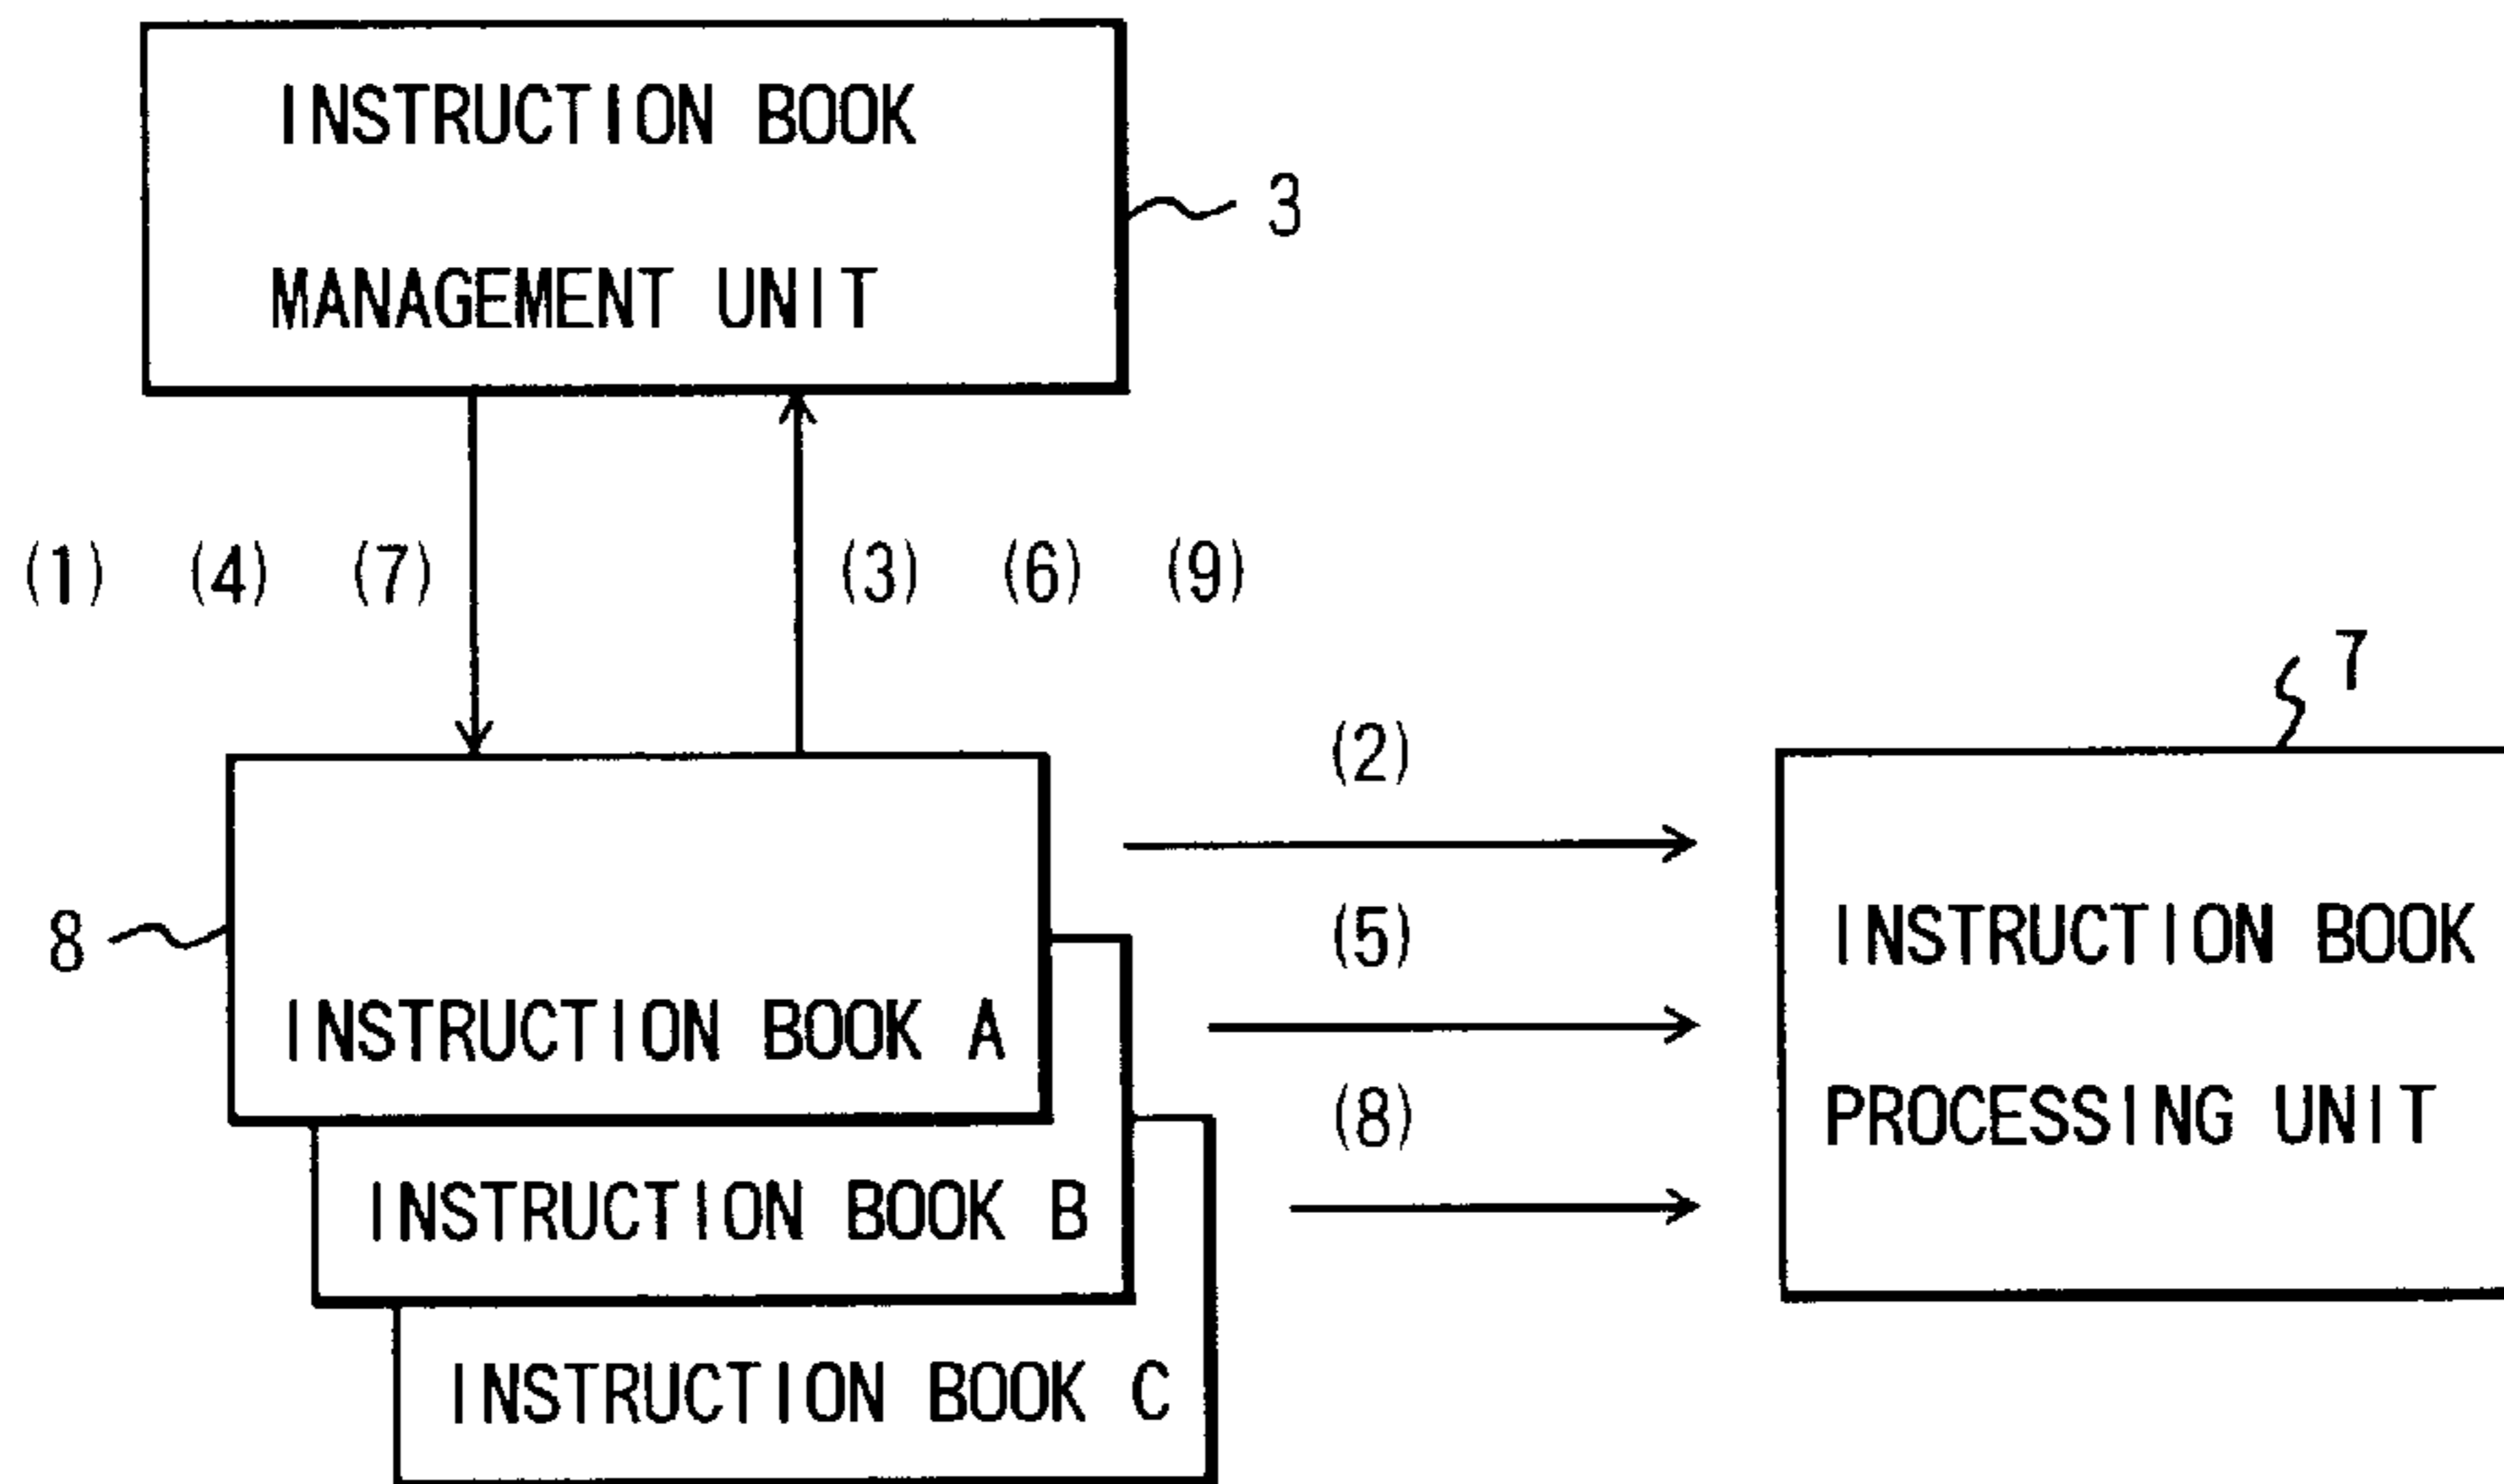 INSTRUCTION BOOK
MANAGEMENT UNIT
3
(1) (4) (7) (3) (6) (9)
7
(2)
8
(5)
INSTRUCTION BOOK
INSTRUCTION BOOK A
(8)
PROCESSING UNIT
INSTRUCTION BOOK B
INSTRUCTION BOOK C